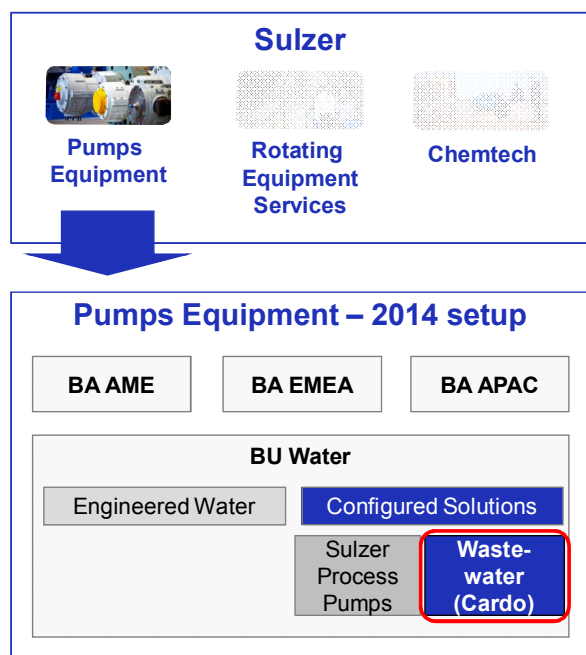 Sulzer
Pumps
Equipment
Rotating
Equipment
Services
Chemtech
Pumps Equipment – 2014 setup
BA AME
BA EMEA
BA APAC
BU Water
Engineered Water
Configured Solutions
Sulzer
Process
Pumps
Waste-
water
(Cardo)